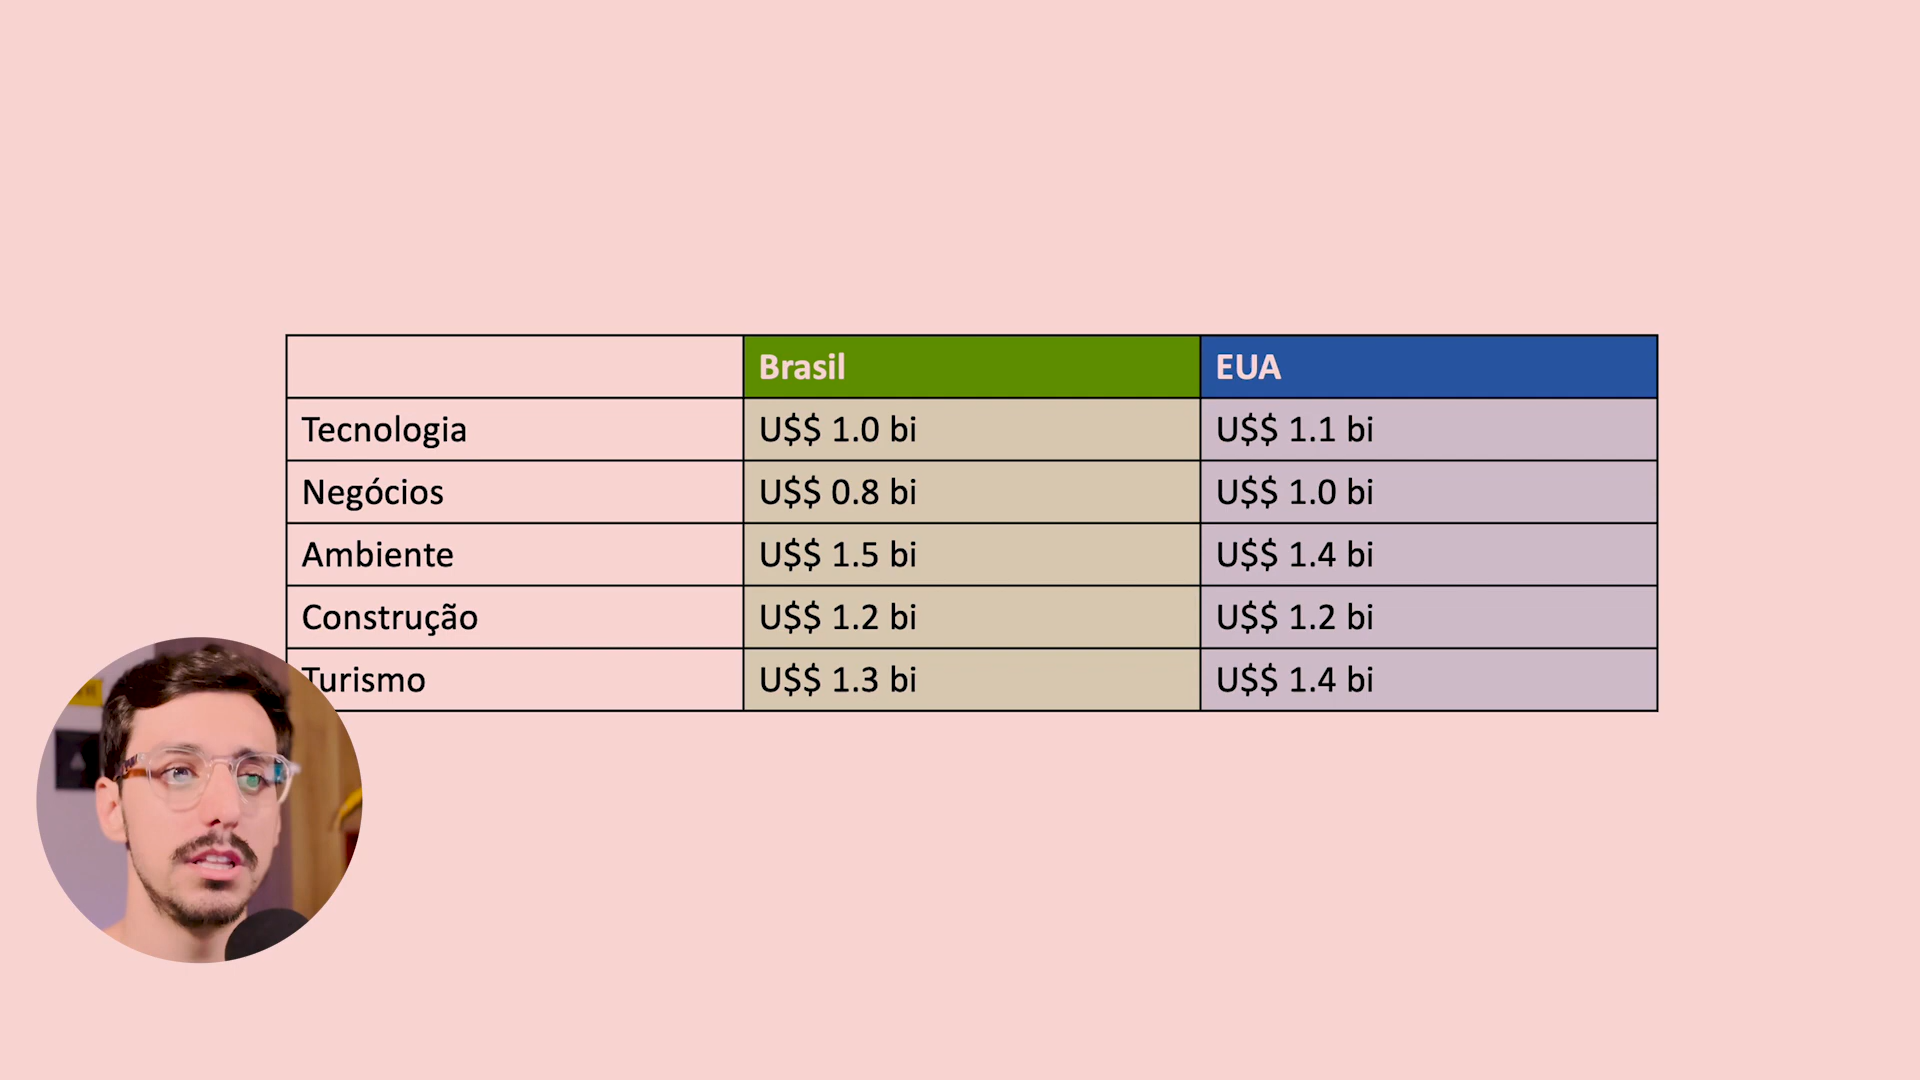 Brasil EUA
Tecnologia U$$ 1.0 bi U$$ 1.1 bi
Negócios U$$ 0.8 bi U$$ 1.0 bi
Ambiente U$$ 1.5 bi U$$ 1.4 bi
Construção U$$ 1.2 bi U$$ 1.2 bi
Turismo U$$ 1.3 bi U$$ 1.4 bi